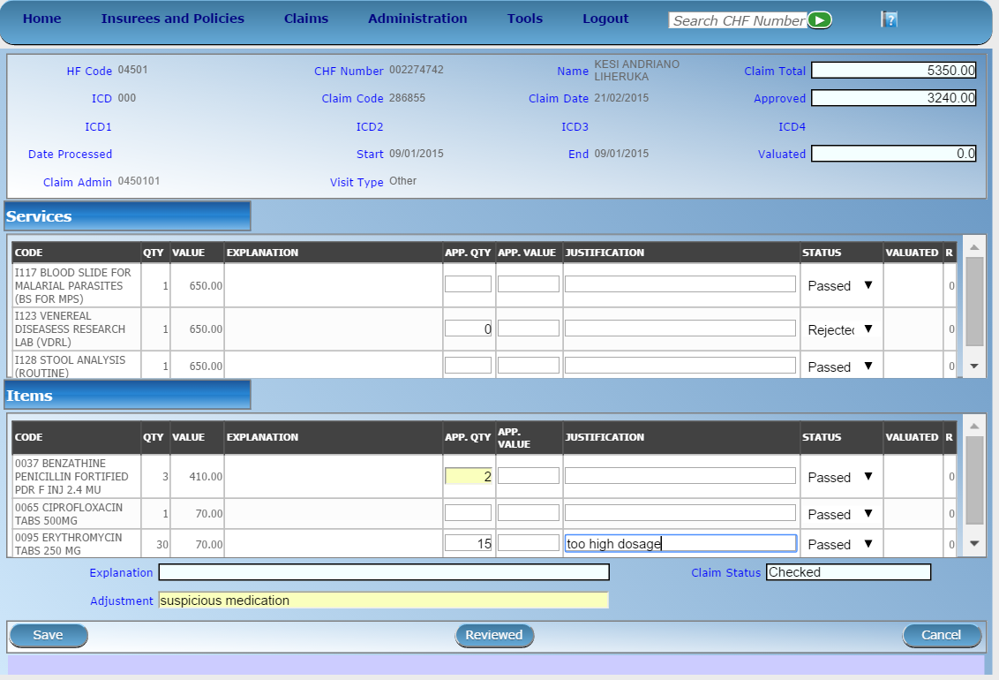 Home Insurees and Policies Claims Administration Tools Logout Search CHF Number ?
HF Code 04501 CHF Number 002274742 Name KESI ANDRIANO Claim Total 5350.00
LIHERUKA
ICD 000 Claim Code 286855 Claim Date 21/02/2015 Approved 3240.00
ICD1 ICD2 ICD3 ICD4
Date Processed Start 09/01/2015 End 09/01/2015 Valuated 0.0
Claim Admin 0450101 Visit Type Other
Services
CODE QTY VALUE EXPLANATION APP. QTY APP. VALUE JUSTIFICATION STATUS VALUATED R
I117 BLOOD SLIDE FOR
MALARIAL PARASITES 1 650.00 Passed ▼ 0
(BS FOR MPS)
I123 VENEREAL
DISEASESS RESEARCH 1 650.00 0 Rejected ▼ 0
LAB (VDRL)
I128 STOOL ANALYSIS 1 650.00 Passed ▼ 0
(ROUTINE)
Items
CODE QTY VALUE EXPLANATION APP. QTY APP. JUSTIFICATION STATUS VALUATED R
VALUE
0037 BENZATHINE
PENICILLIN FORTIFIED 3 410.00 2 Passed ▼ 0
PDR F INJ 2.4 MU
0065 CIPROFLOXACIN 1 70.00 Passed ▼ 0
TABS 500MG
0095 ERYTHROMYCIN 30 70.00 15 too high dosage Passed ▼ 0
TABS 250 MG
Explanation Claim Status Checked
Adjustment suspicious medication
Save Reviewed Cancel